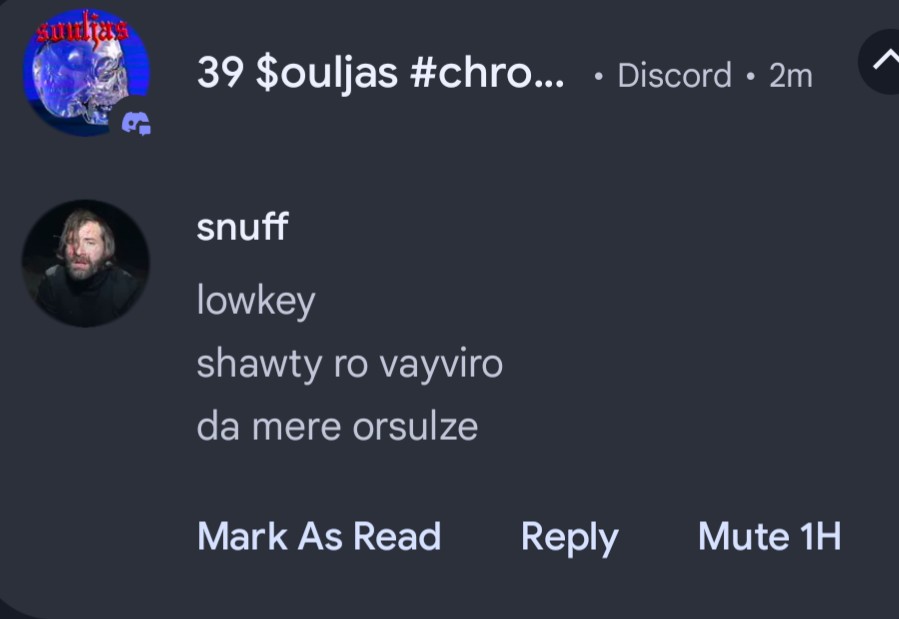 souljas
39 $ouljas #chro... • Discord • 2m
snuff
lowkey
shawty ro vayviro
da mere orsulze
Mark As Read Reply Mute 1H